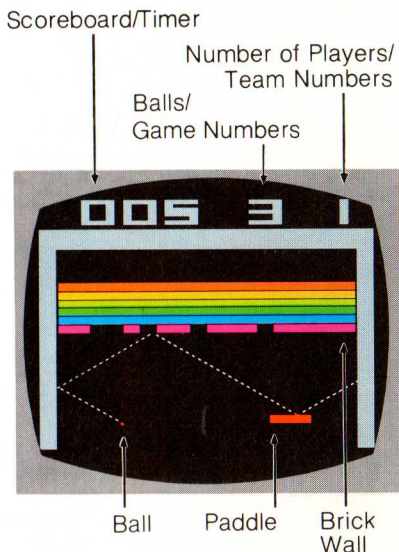 Scoreboard/Timer
Number of Players/
Team Numbers
Balls/
Game Numbers
005 3 1
Ball
Paddle
Brick
Wall